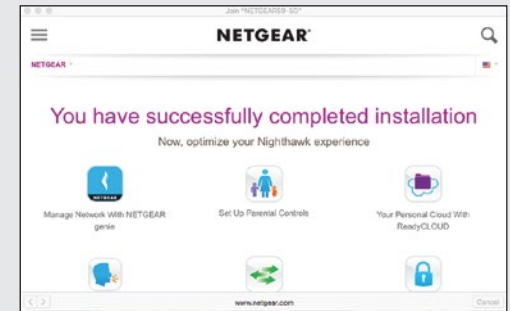 Join "NETGEAR59-5G"
NETGEAR®
NETGEAR
You have successfully completed installation
Now, optimize your Nighthawk experience
NETGEAR
Manage Network With NETGEAR genie
Set Up Parental Controls
Your Personal Cloud With ReadyCLOUD
www.netgear.com
Cancel